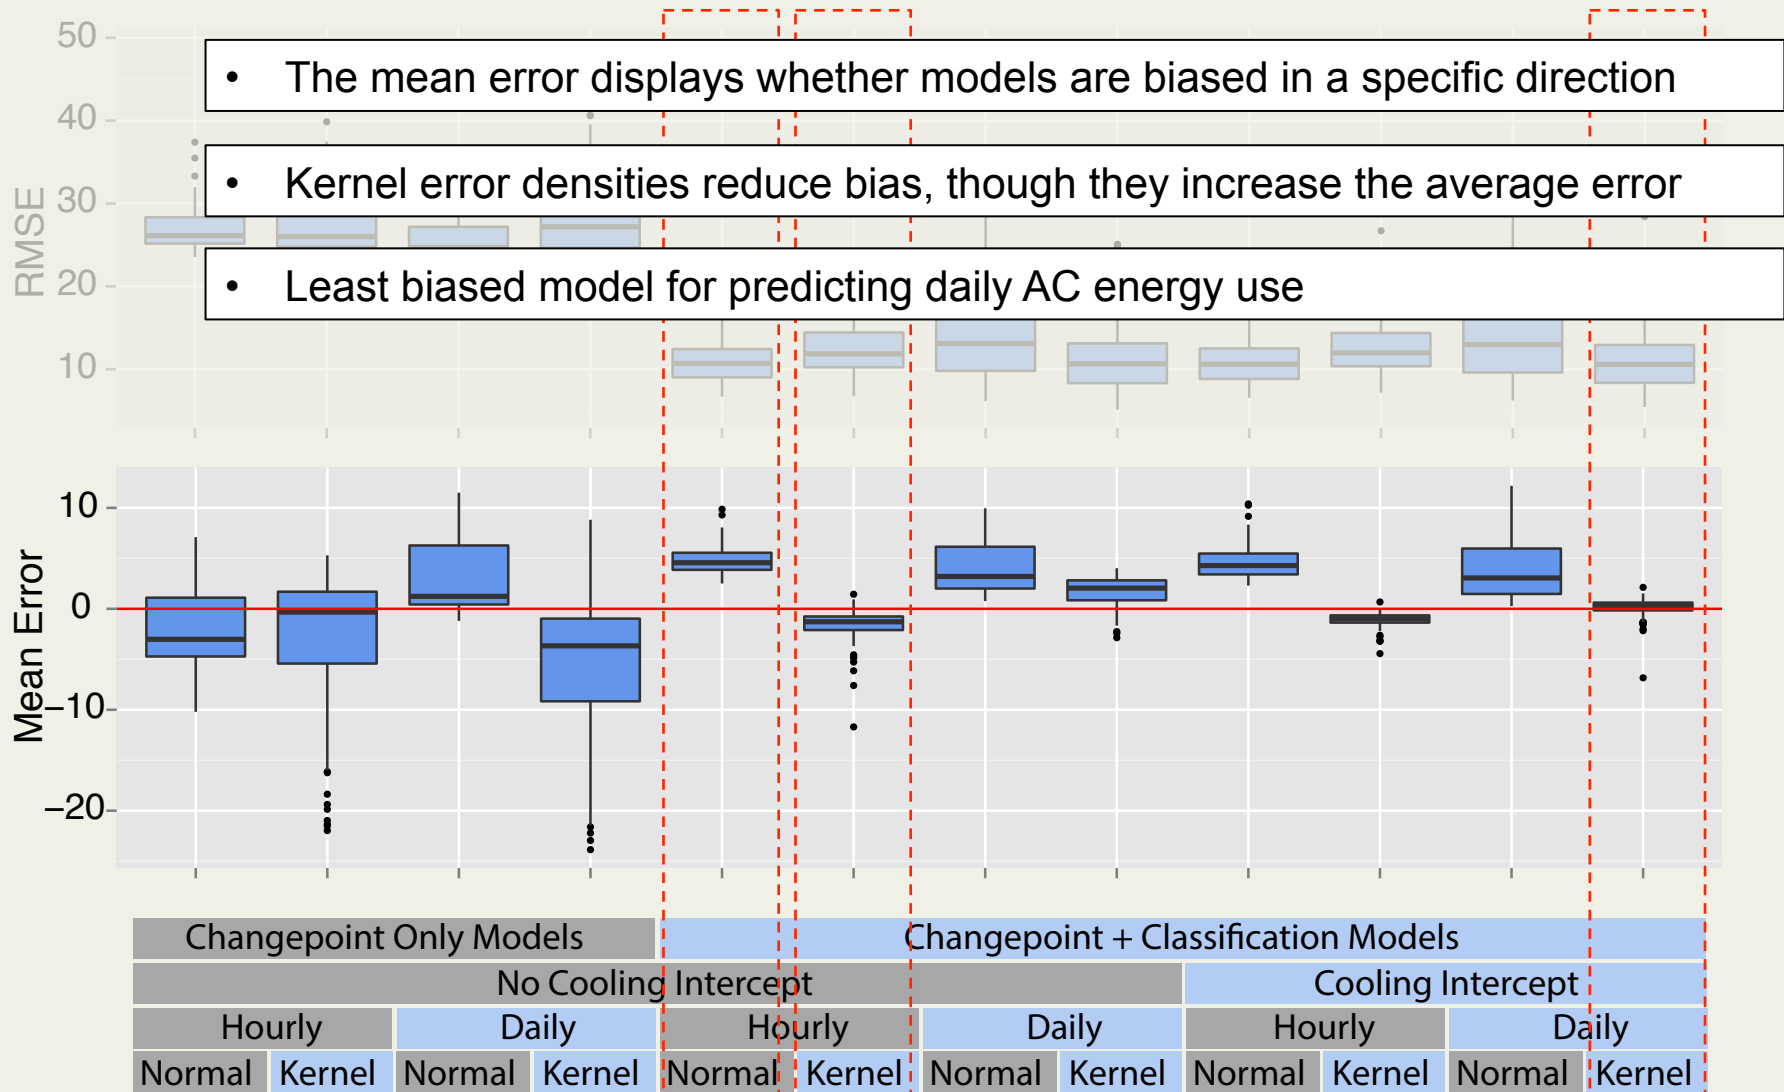 50
• The mean error displays whether models are biased in a specific direction
40
• Kernel error densities reduce bias, though they increase the average error
30
RMSE
• Least biased model for predicting daily AC energy use
20
10
10
0
Mean Error
−10
−20
Changepoint Only Models Changepoint + Classification Models
No Cooling Intercept Cooling Intercept
Hourly Daily Hourly Daily Hourly Daily
Normal Kernel Normal Kernel Normal Kernel Normal Kernel Normal Kernel Normal Kernel